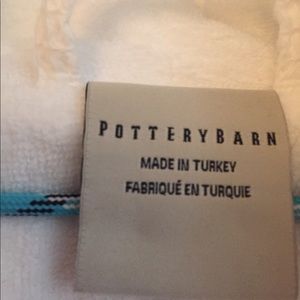 POTTERYBARN
MADE IN TURKEY
FABRIQUÉ EN TURQUIE